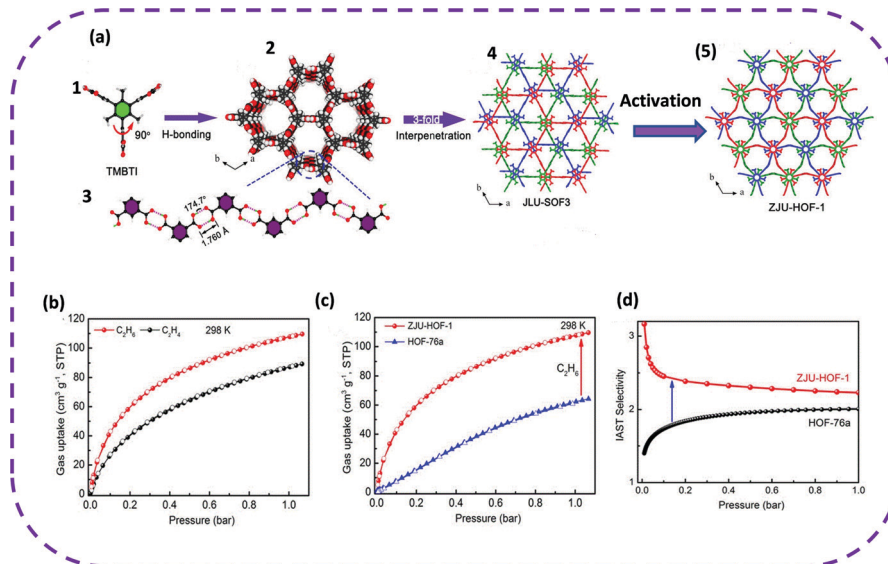 (a)
1
90°
TMBTI
H-bonding
2
b
a
3
174.7°
1.760 Å
3-fold
Interpenetration
4
b
a
JLU-SOF3
Activation
(5)
b
a
ZJU-HOF-1
(b)
C₂H₆ C₂H₄ 298 K
Gas uptake (cm³ g⁻¹, STP)
120
100
80
60
40
20
0
0.0 0.2 0.4 0.6 0.8 1.0
Pressure (bar)
(c)
ZJU-HOF-1
HOF-76a
298 K
C₂H₆
Gas uptake (cm³ g⁻¹, STP)
120
100
80
60
40
20
0
0.0 0.2 0.4 0.6 0.8 1.0
Pressure (bar)
(d)
ZJU-HOF-1
HOF-76a
IAST Selectivity
3
2
1
0.0 0.2 0.4 0.6 0.8 1.0
Pressure (bar)